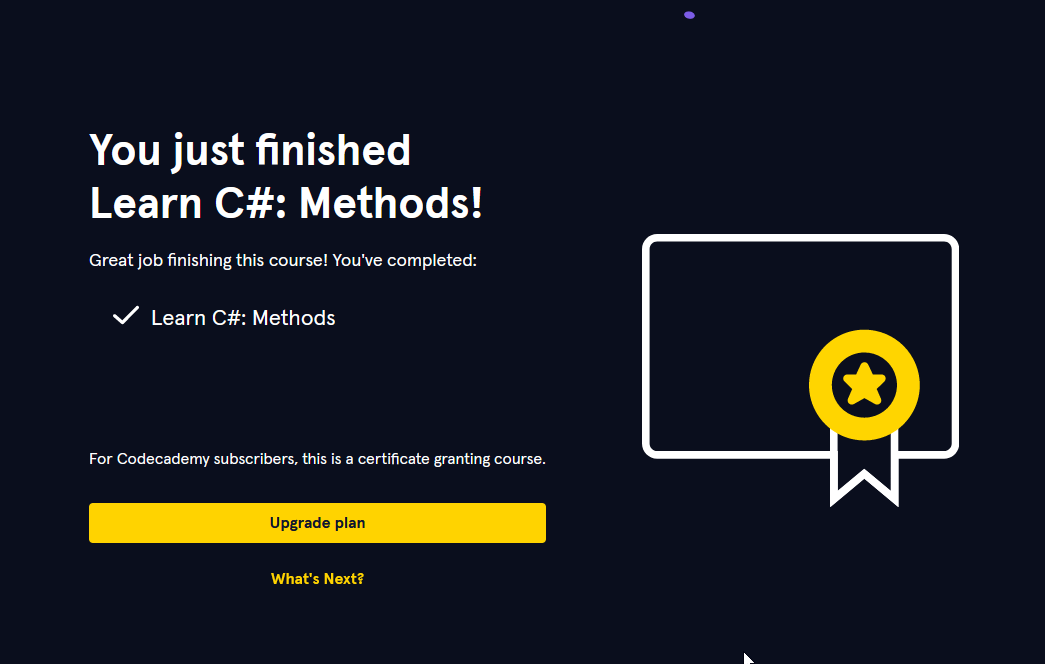 You just finished
Learn C#: Methods!
Great job finishing this course! You've completed:
Learn C#: Methods
For Codecademy subscribers, this is a certificate granting course.
Upgrade plan
What's Next?